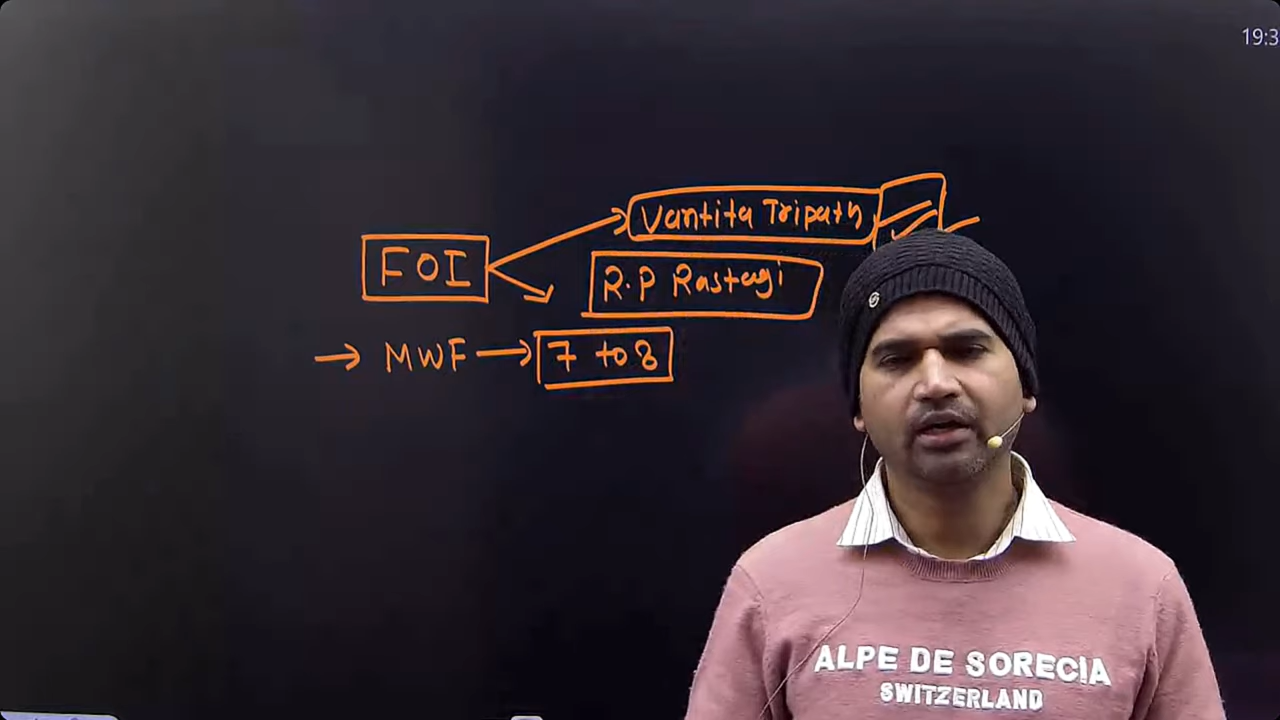 19:3
Vantita Tripath
FOI
R.P Rastogi
MWF → 7 to 8
ALPE DE SORECIA
SWITZERLAND